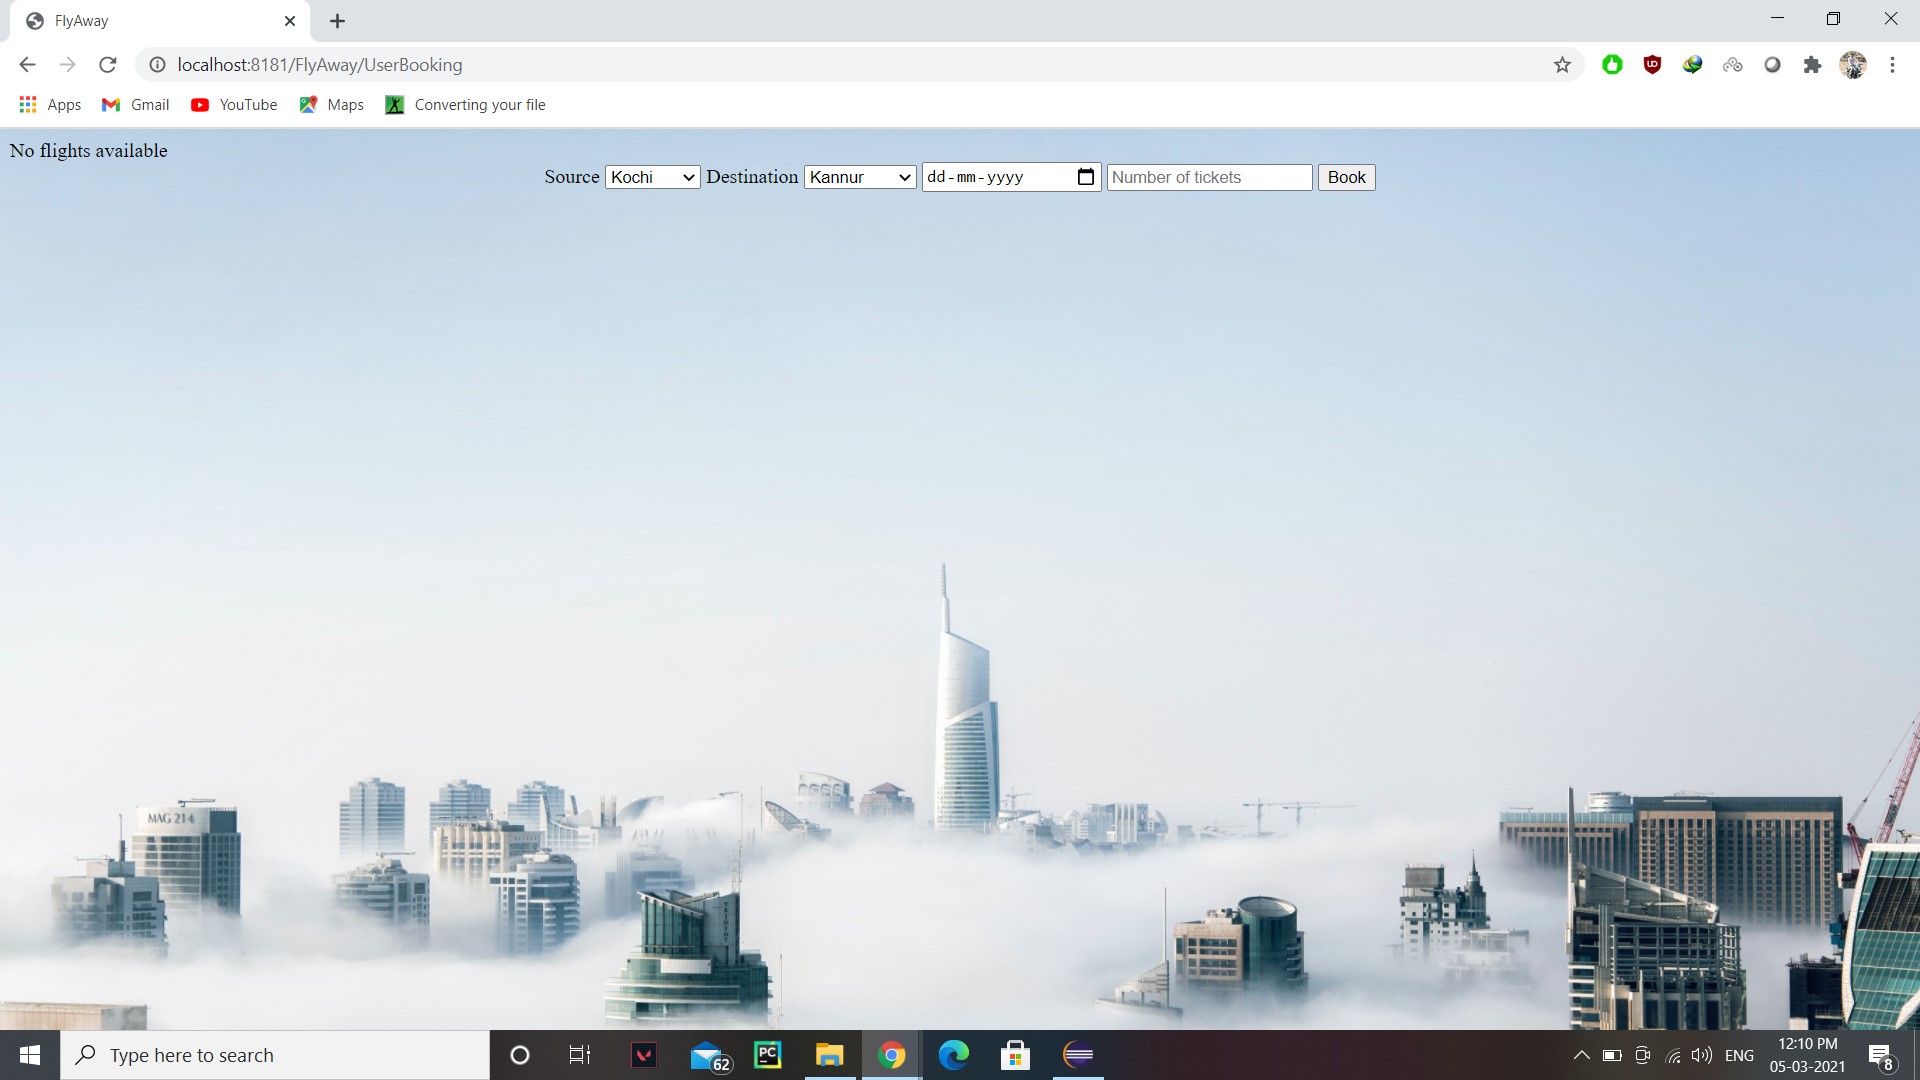 FlyAway
localhost:8181/FlyAway/UserBooking
Apps Gmail YouTube Maps Converting your file
No flights available
Source Kochi Destination Kannur dd-mm-yyyy Number of tickets Book
MAG 214
TRIDENT
Type here to search
62
PC
ENG
12:10 PM
05-03-2021
8